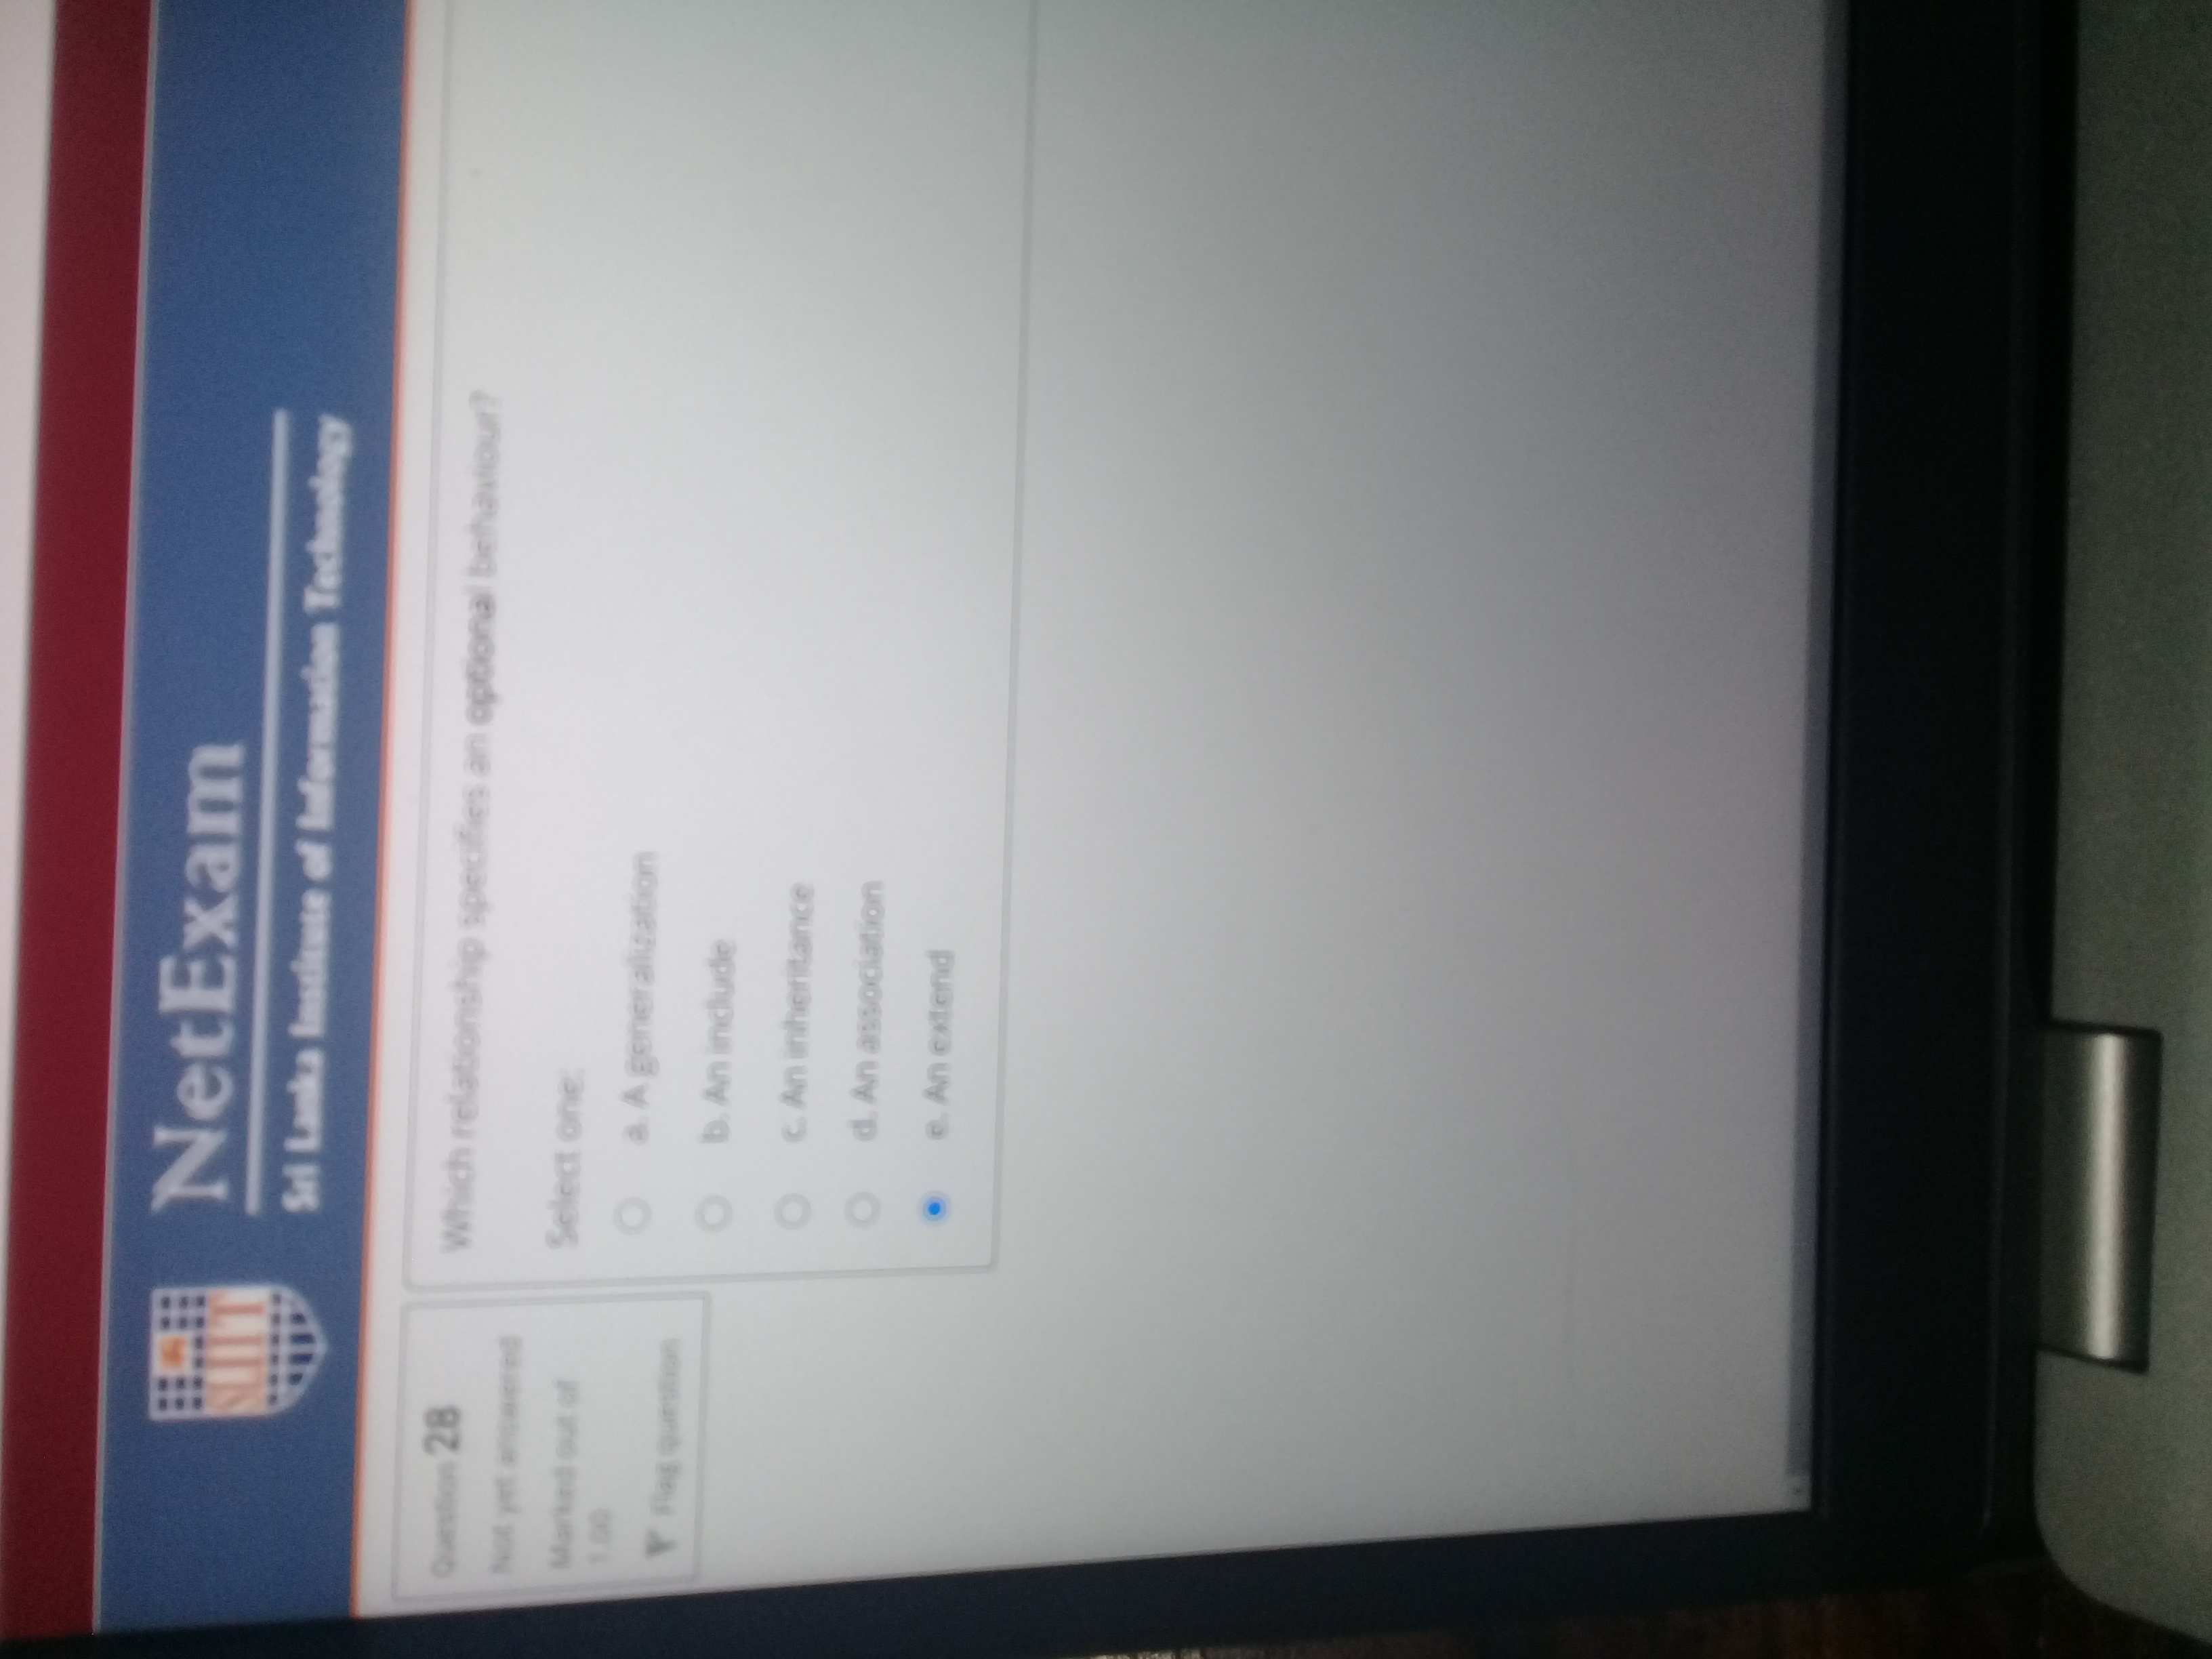 SLIIT
NetExam
Sri Lanka Institute of Information Technology
Question 28
Not yet answered
Marked out of
1.00
Flag question
Which relationship specifies an optional behaviour?
Select one:
a. A generalization
b. An include
c. An inheritance
d. An association
e. An extend